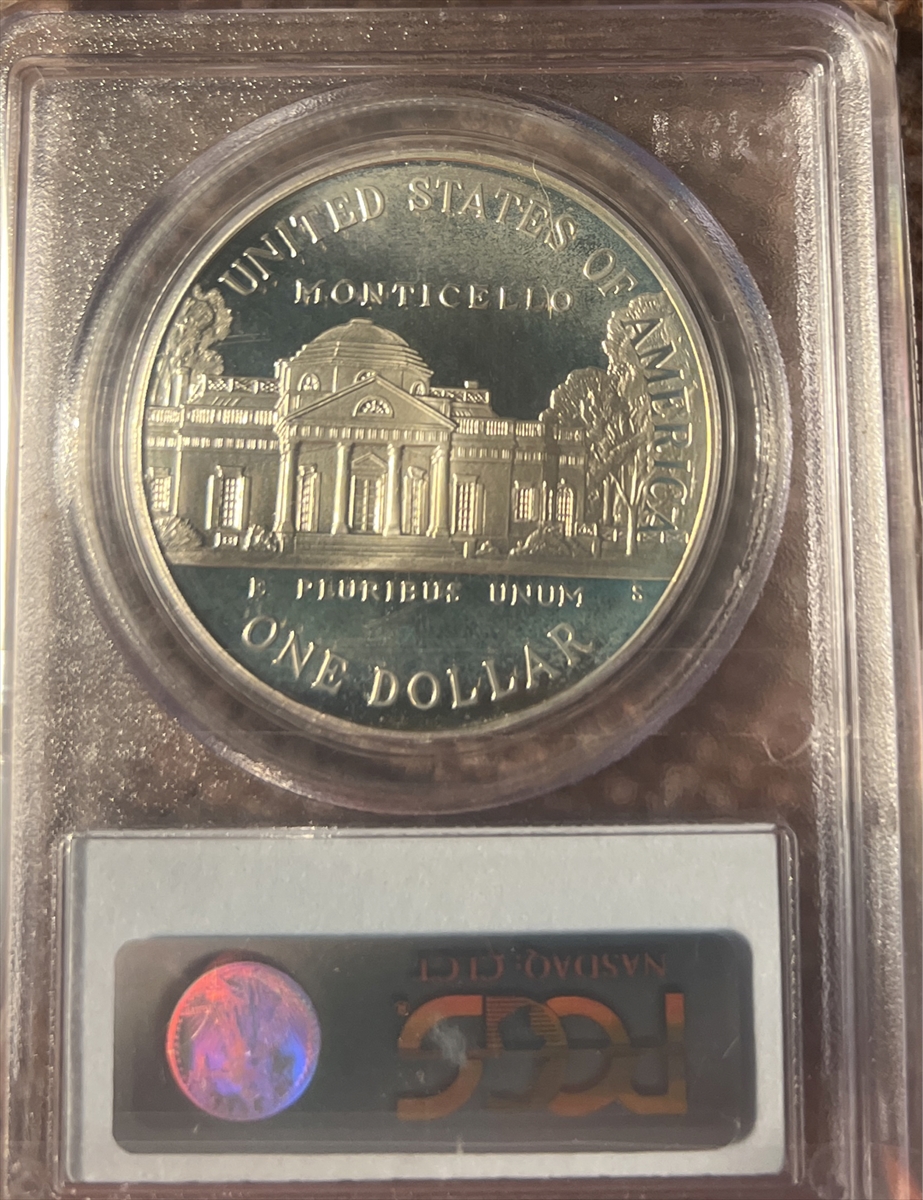 UNITED STATES OF AMERICA
MONTICELLO
E PLURIBUS UNUM S
ONE DOLLAR
NASDAQ: CLCT
PCGS